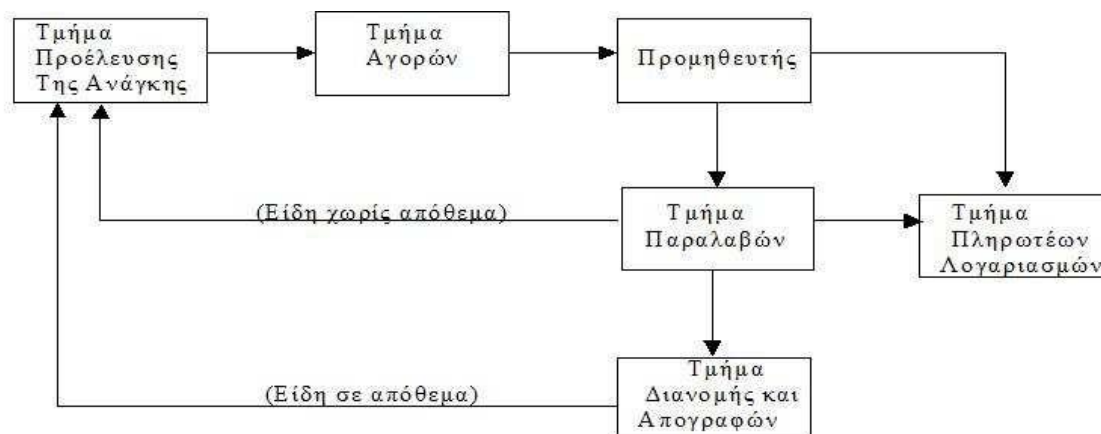 Τμήμα
Προέλευσης
Της Ανάγκης
Τμήμα
Αγορών
Προμηθευτής
(Είδη χωρίς απόθεμα)
Τμήμα
Παραλαβών
Τμήμα
Πληρωτέων
Λογαριασμών
(Είδη σε απόθεμα)
Τμήμα
Διανομής και
Απογραφών